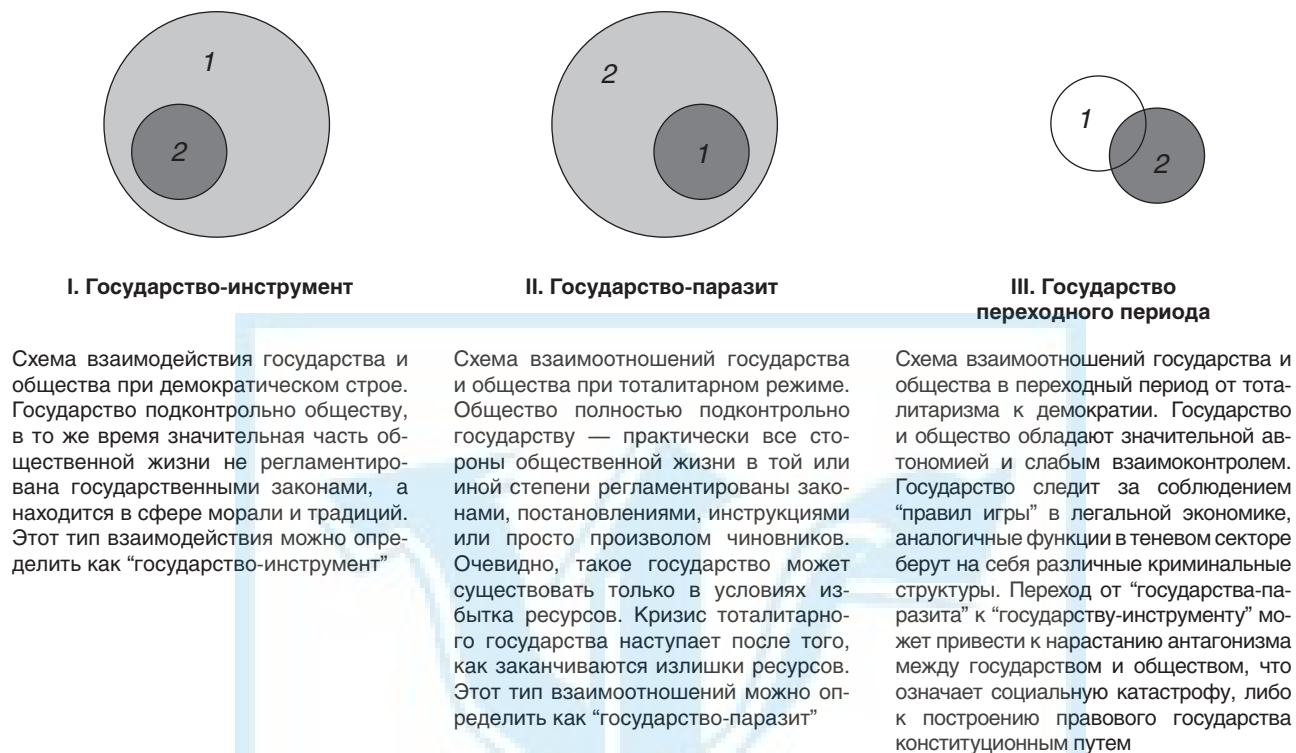 1
2
I. Государство-инструмент
Схема взаимодействия государства и
общества при демократическом строе.
Государство подконтрольно обществу,
в то же время значительная часть об-
щественной жизни не регламентиро-
вана государственными законами, а
находится в сфере морали и традиций.
Этот тип взаимодействия можно опре-
делить как “государство-инструмент”
2
1
II. Государство-паразит
Схема взаимоотношений государства
и общества при тоталитарном режиме.
Общество полностью подконтрольно
государству — практически все сто-
роны общественной жизни в той или
иной степени регламентированы зако-
нами, постановлениями, инструкциями
или просто произволом чиновников.
Очевидно, такое государство может
существовать только в условиях из-
бытка ресурсов. Кризис тоталитарно-
го государства наступает после того,
как заканчиваются излишки ресурсов.
Этот тип взаимоотношений можно оп-
ределить как “государство-паразит”
1
2
III. Государство
переходного периода
Схема взаимоотношений государства и
общества в переходный период от тота-
литаризма к демократии. Государство
и общество обладают значительной ав-
тономией и слабым взаимоконтролем.
Государство следит за соблюдением
“правил игры” в легальной экономике,
аналогичные функции в теневом секторе
берут на себя различные криминальные
структуры. Переход от “государства-па-
разита” к “государству-инструменту” мо-
жет привести к нарастанию антагонизма
между государством и обществом, что
означает социальную катастрофу, либо
к построению правового государства
конституционным путем